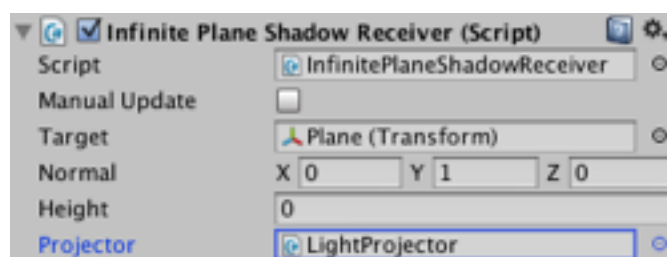 Infinite Plane Shadow Receiver (Script)
Script InfinitePlaneShadowReceiver
Manual Update
Target Plane (Transform)
Normal X 0 Y 1 Z 0
Height 0
Projector LightProjector